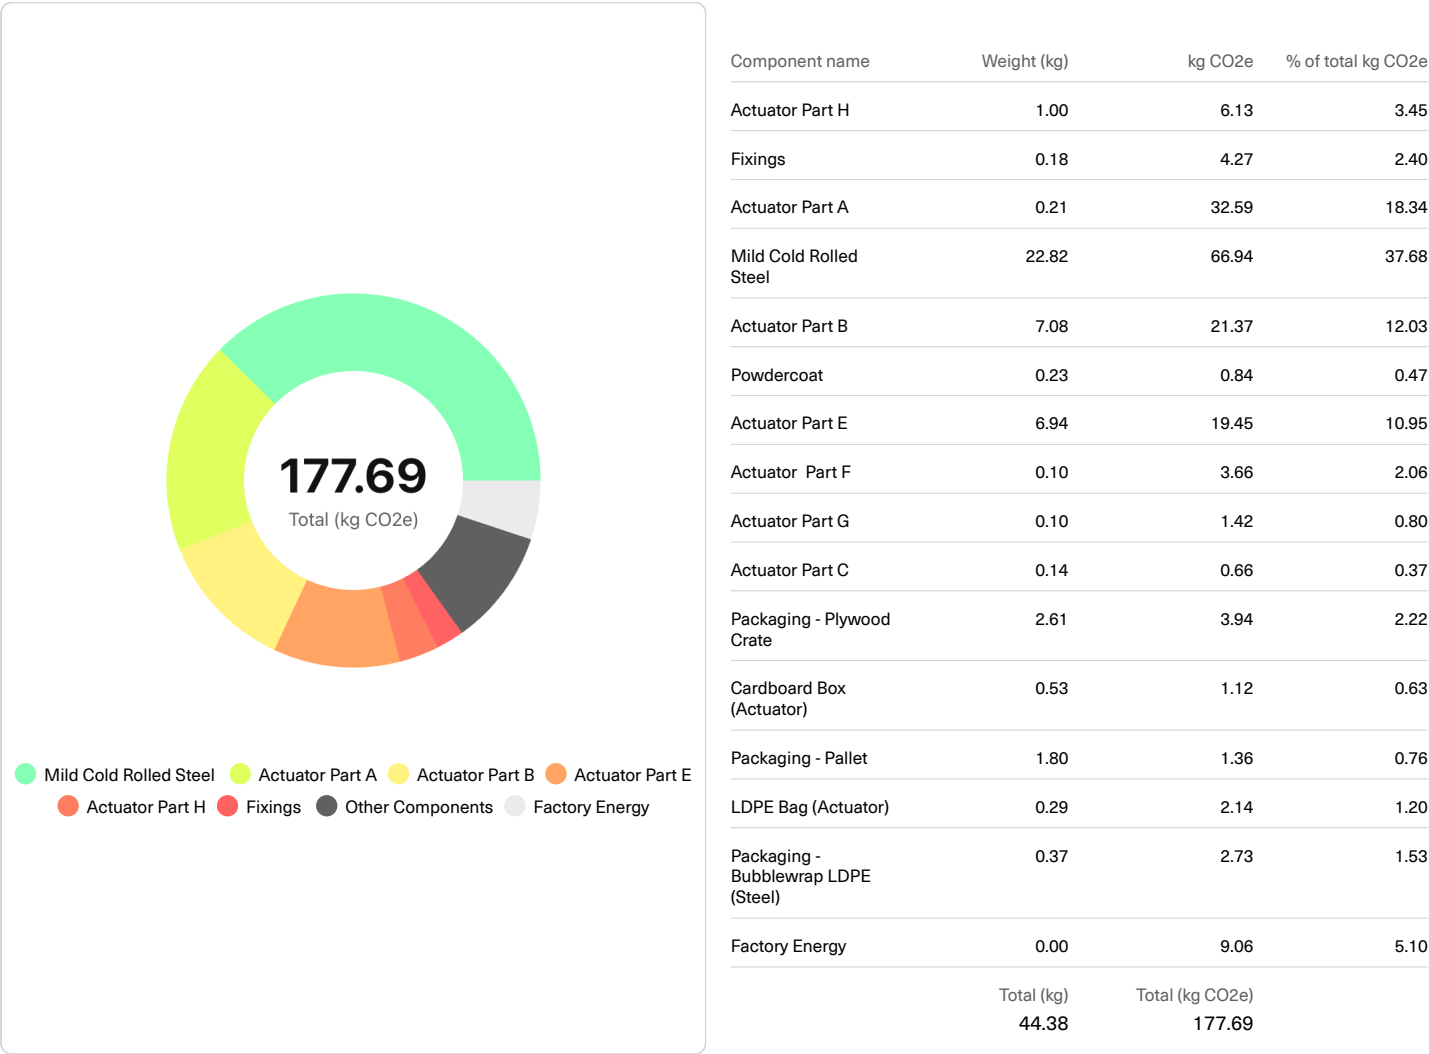 177.69
Total (kg CO2e)
Mild Cold Rolled Steel Actuator Part A Actuator Part B Actuator Part E
Actuator Part H Fixings Other Components Factory Energy
Component name Weight (kg) kg CO2e % of total kg CO2e
Actuator Part H 1.00 6.13 3.45
Fixings 0.18 4.27 2.40
Actuator Part A 0.21 32.59 18.34
Mild Cold Rolled 22.82 66.94 37.68
Steel
Actuator Part B 7.08 21.37 12.03
Powdercoat 0.23 0.84 0.47
Actuator Part E 6.94 19.45 10.95
Actuator  Part F 0.10 3.66 2.06
Actuator Part G 0.10 1.42 0.80
Actuator Part C 0.14 0.66 0.37
Packaging - Plywood 2.61 3.94 2.22
Crate
Cardboard Box 0.53 1.12 0.63
(Actuator)
Packaging - Pallet 1.80 1.36 0.76
LDPE Bag (Actuator) 0.29 2.14 1.20
Packaging - 0.37 2.73 1.53
Bubblewrap LDPE
(Steel)
Factory Energy 0.00 9.06 5.10
Total (kg) Total (kg CO2e)
44.38 177.69